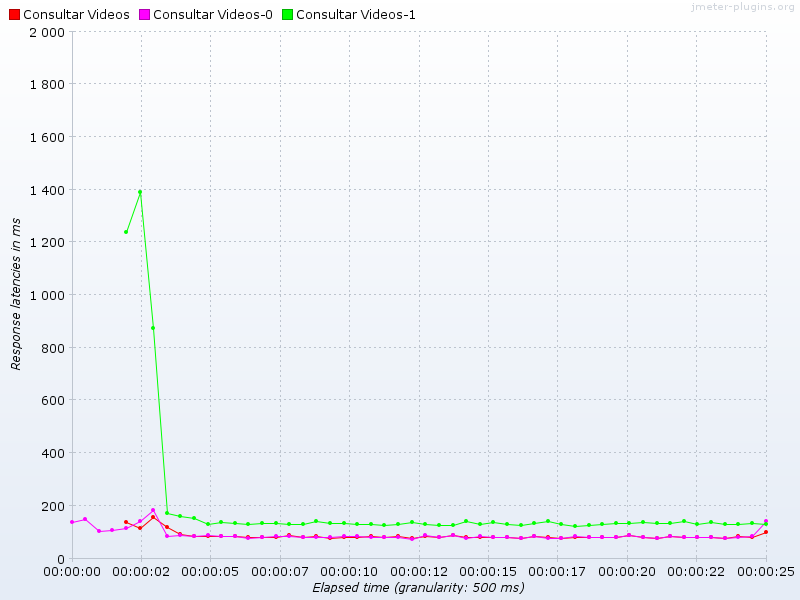 Consultar Videos Consultar Videos-0 Consultar Videos-1
jmeter-plugins.org
2 000
1 800
1 600
1 400
1 200
1 000
800
600
400
200
0
Response latencies in ms
00:00:00 00:00:02 00:00:05 00:00:07 00:00:10 00:00:12 00:00:15 00:00:17 00:00:20 00:00:22 00:00:25
Elapsed time (granularity: 500 ms)